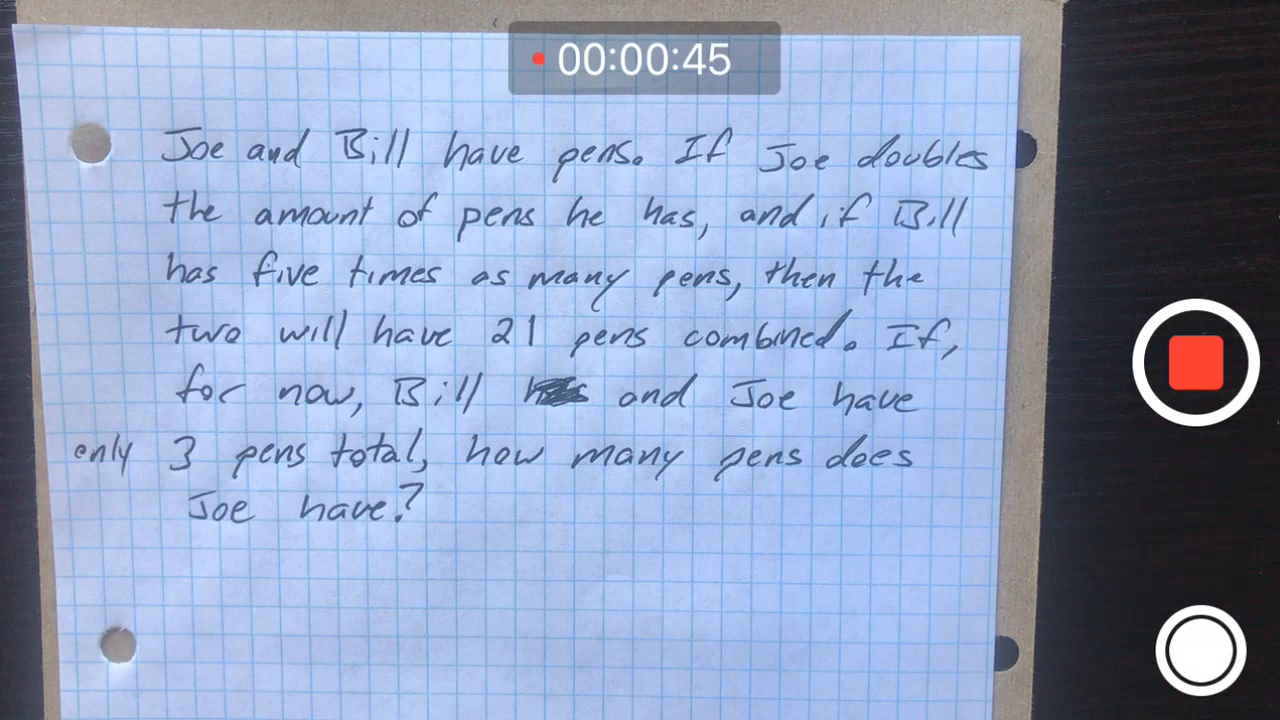 00:00:45
Joe and Bill have pens. If Joe doubles
the amount of pens he has, and if Bill
has five times as many pens, then the
two will have 21 pens combined. If,
for now, Bill and Joe have
only 3 pens total, how many pens does
Joe have?